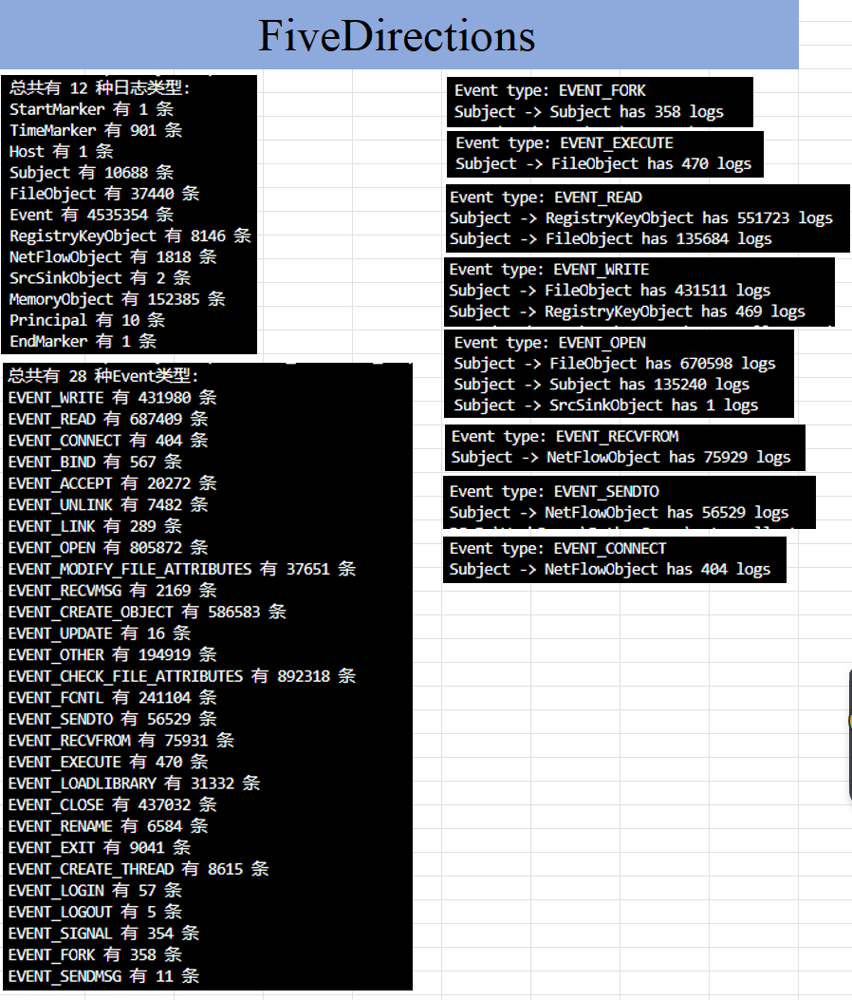 FiveDirections
总共有 12 种日志类型:
StartMarker 有 1 条
TimeMarker 有 901 条
Host 有 1 条
Subject 有 10688 条
FileObject 有 37440 条
Event 有 4535354 条
RegistryKeyObject 有 8146 条
NetFlowObject 有 1818 条
SrcSinkObject 有 2 条
MemoryObject 有 152385 条
Principal 有 10 条
EndMarker 有 1 条
总共有 28 种Event类型:
EVENT_WRITE 有 431980 条
EVENT_READ 有 687409 条
EVENT_CONNECT 有 404 条
EVENT_BIND 有 567 条
EVENT_ACCEPT 有 20272 条
EVENT_UNLINK 有 7482 条
EVENT_LINK 有 289 条
EVENT_OPEN 有 805872 条
EVENT_MODIFY_FILE_ATTRIBUTES 有 37651 条
EVENT_RECVMSG 有 2169 条
EVENT_CREATE_OBJECT 有 586583 条
EVENT_UPDATE 有 16 条
EVENT_OTHER 有 194919 条
EVENT_CHECK_FILE_ATTRIBUTES 有 892318 条
EVENT_FCNTL 有 241104 条
EVENT_SENDTO 有 56529 条
EVENT_RECVFROM 有 75931 条
EVENT_EXECUTE 有 470 条
EVENT_LOADLIBRARY 有 31332 条
EVENT_CLOSE 有 437032 条
EVENT_RENAME 有 6584 条
EVENT_EXIT 有 9041 条
EVENT_CREATE_THREAD 有 8615 条
EVENT_LOGIN 有 57 条
EVENT_LOGOUT 有 5 条
EVENT_SIGNAL 有 354 条
EVENT_FORK 有 358 条
EVENT_SENDMSG 有 11 条
Event type: EVENT_FORK
Subject -> Subject has 358 logs
Event type: EVENT_EXECUTE
Subject -> FileObject has 470 logs
Event type: EVENT_READ
Subject -> RegistryKeyObject has 551723 logs
Subject -> FileObject has 135684 logs
Event type: EVENT_WRITE
Subject -> FileObject has 431511 logs
Subject -> RegistryKeyObject has 469 logs
Event type: EVENT_OPEN
Subject -> FileObject has 670598 logs
Subject -> Subject has 135240 logs
Subject -> SrcSinkObject has 1 logs
Event type: EVENT_RECVFROM
Subject -> NetFlowObject has 75929 logs
Event type: EVENT_SENDTO
Subject -> NetFlowObject has 56529 logs
Event type: EVENT_CONNECT
Subject -> NetFlowObject has 404 logs